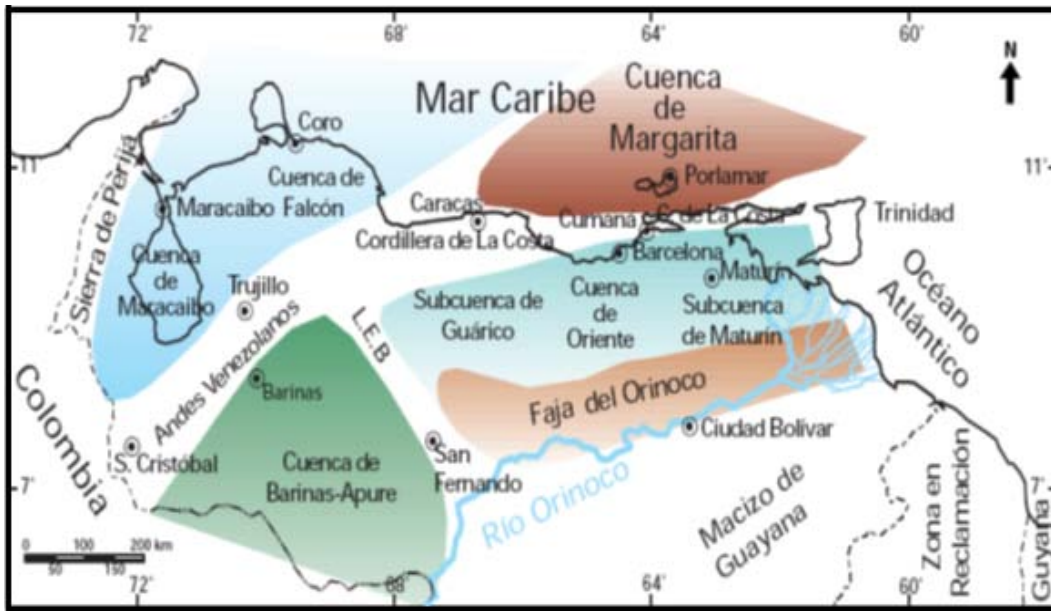 72˚
68˚
64˚
60˚
N
Mar Caribe
Cuenca
de
Margarita
Coro
11˚
11˚
Porlamar
Sierra de Perijá
Cuenca de
Falcón
Maracaibo
Caracas
Cumaná
C. de La Costa
Trinidad
Cordillera de La Costa
Barcelona
Cuenca
de
Maracaibo
Trujillo
Maturín
Océano
Atlántico
Subcuenca de
Guárico
Cuenca
de
Oriente
Subcuenca
de Maturín
L.E.B
Andes Venezolanos
Barinas
Faja del Orinoco
Colombia
Ciudad Bolívar
S. Cristóbal
San
Fernando
Cuenca de
Barinas-Apure
7˚
7˚
Río Orinoco
Macizo de
Guayana
Zona en
Reclamación
Guyana
0 100 200 km
50 150
72˚
68˚
64˚
60˚